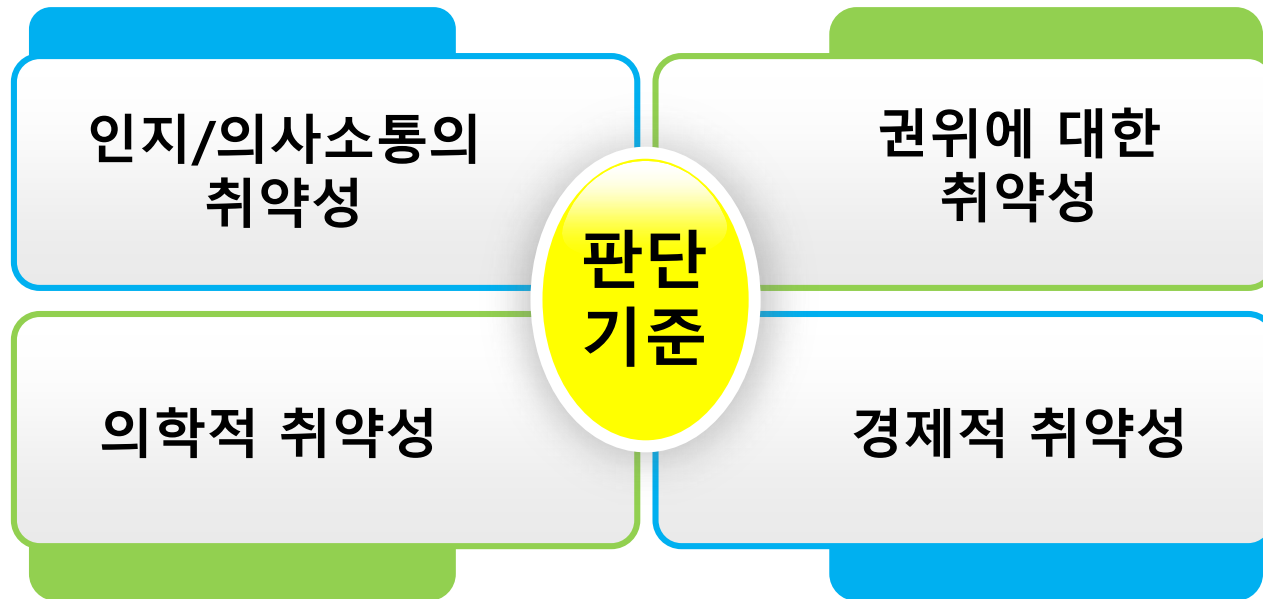 인지/의사소통의
취약성
권위에 대한
취약성
판단
기준
의학적 취약성
경제적 취약성